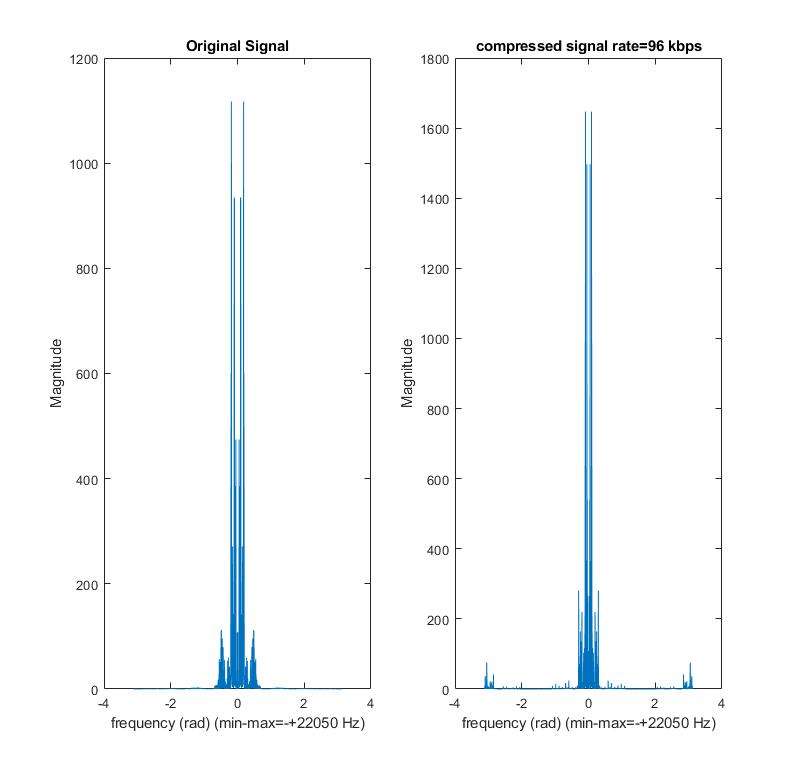 Original Signal
1200
1000
800
600
400
200
0
Magnitude
-4 -2 0 2 4
frequency (rad) (min-max=-+22050 Hz)
compressed signal rate=96 kbps
1800
1600
1400
1200
1000
800
600
400
200
0
Magnitude
-4 -2 0 2 4
frequency (rad) (min-max=-+22050 Hz)